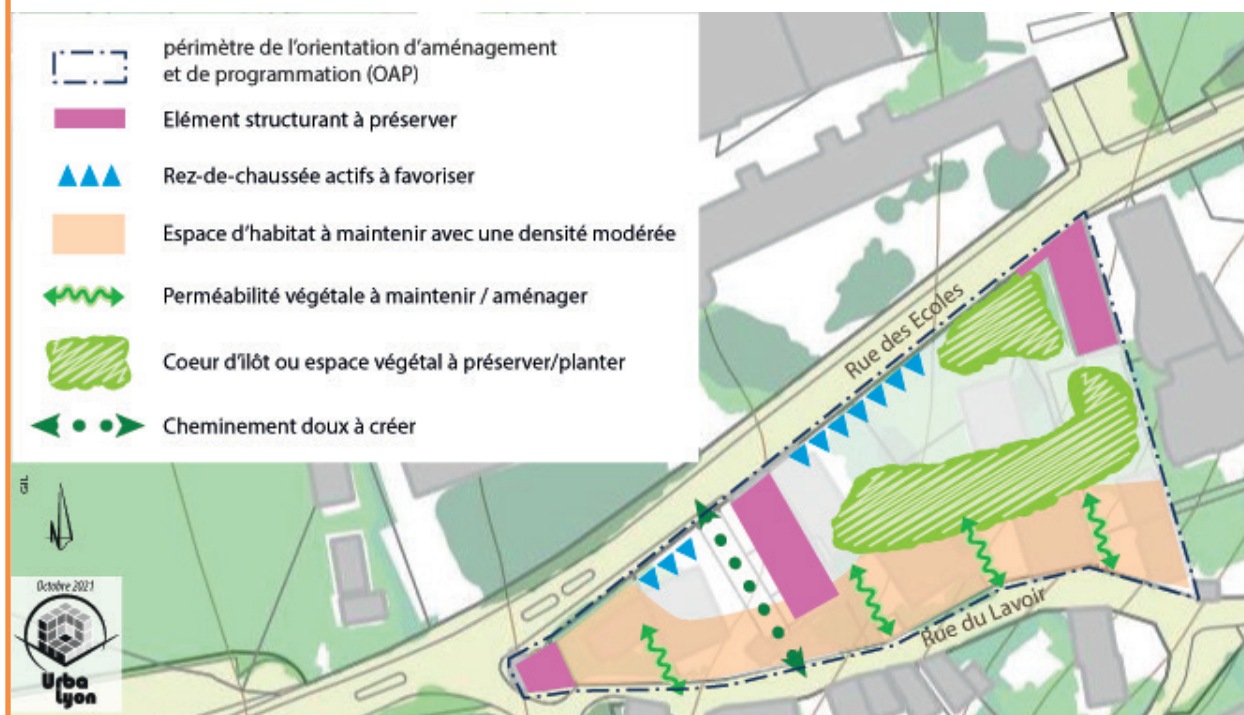 périmètre de l'orientation d'aménagement
et de programmation (OAP)
Elément structurant à préserver
Rez-de-chaussée actifs à favoriser
Espace d'habitat à maintenir avec une densité modérée
Perméabilité végétale à maintenir / aménager
Coeur d'îlôt ou espace végétal à préserver/planter
Cheminement doux à créer
Rue des Ecoles
Rue du Lavoir
GIL
N
Octobre 2021
Urba
Lyon